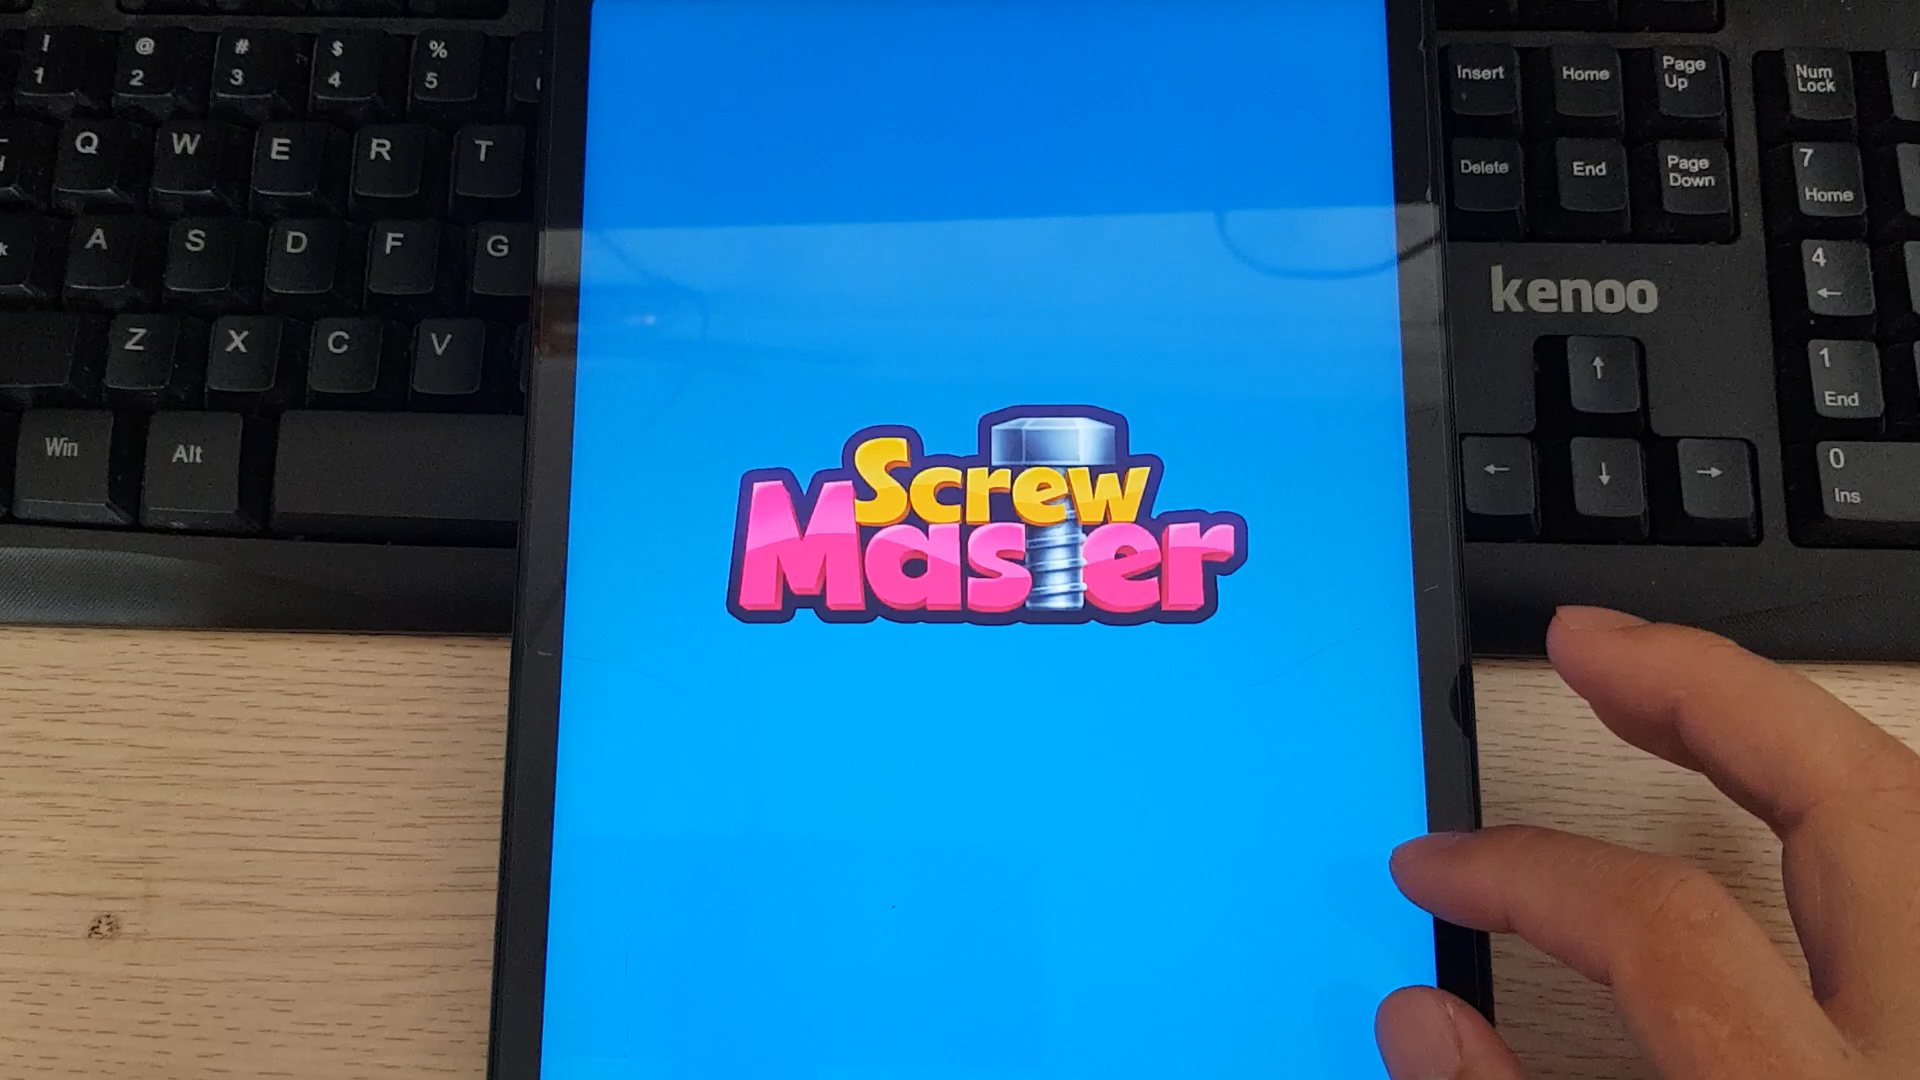 ! @ # $ %
1 2 3 4 5
Q W E R T
A S D F G
Z X C V
Win Alt
Screw
Master
Insert Home Page Up Num Lock /
Delete End Page Down 7 Home
kenoo 4 ←
↑ 1 End
← ↓ → 0 Ins